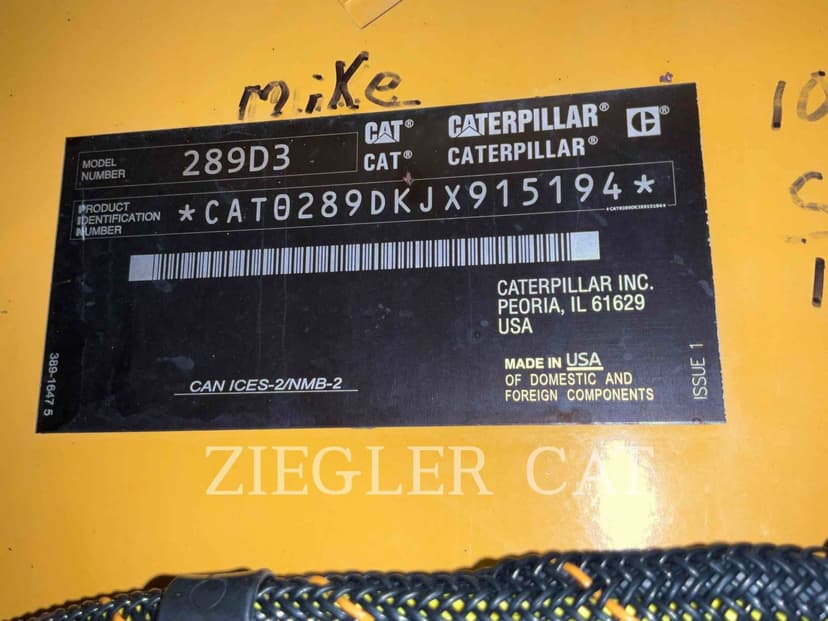 mike
MODEL
NUMBER
289D3
CAT® CATERPILLAR® C
CAT® CATERPILLAR®
PRODUCT
IDENTIFICATION
NUMBER
*CAT0289DKJX915194*
*CAT0289DKJX915194*
CATERPILLAR INC.
PEORIA, IL 61629
USA
MADE IN USA
OF DOMESTIC AND
FOREIGN COMPONENTS
CAN ICES-2/NMB-2
389-1647 5
ISSUE 1
10
ZIEGLER CAT